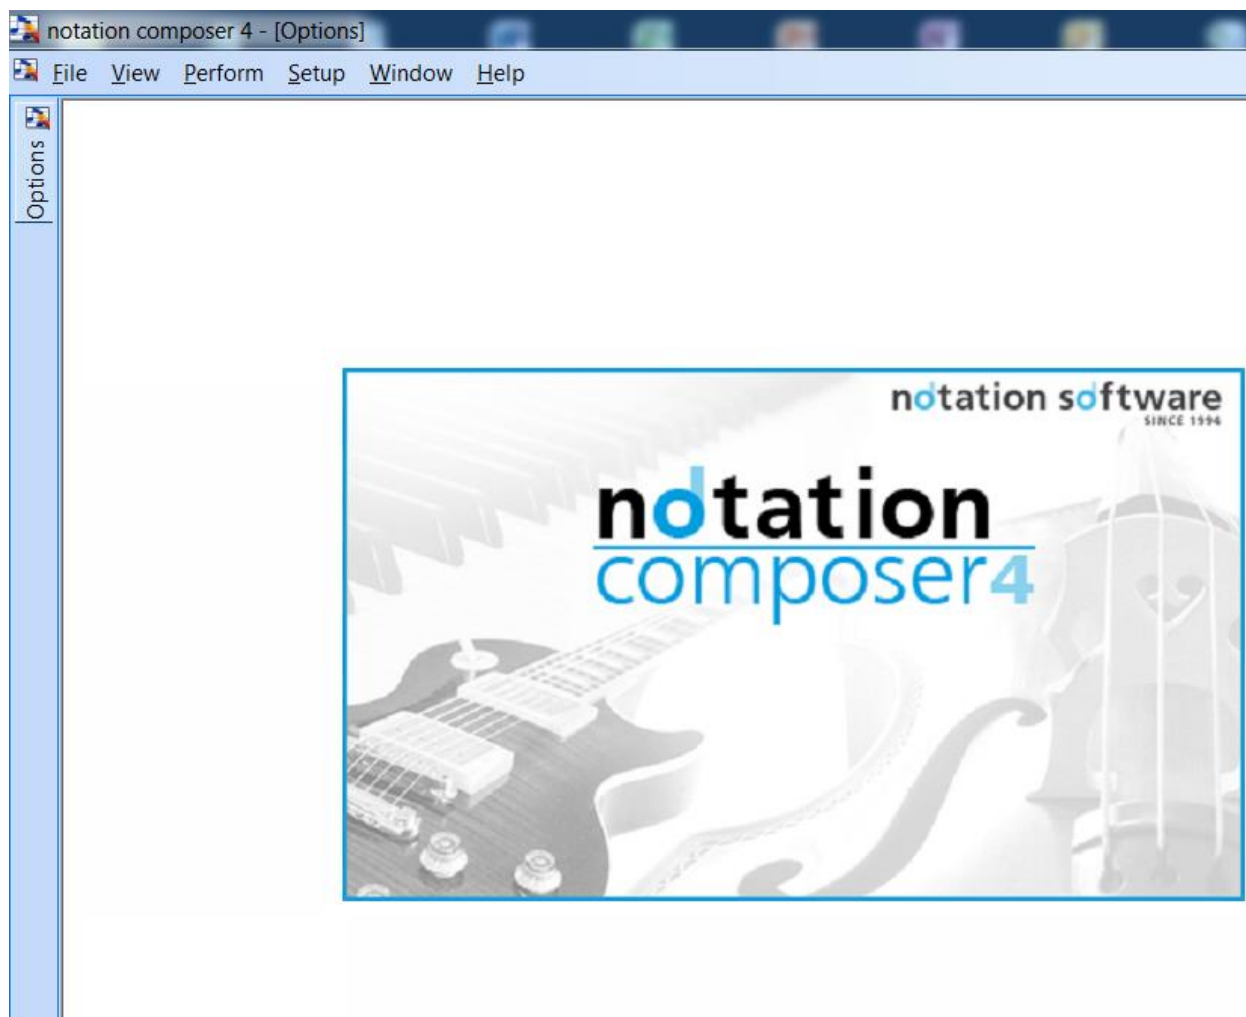 notation composer 4 - [Options]
File View Perform Setup Window Help
Options
notation software
SINCE 1994
notation
composer4